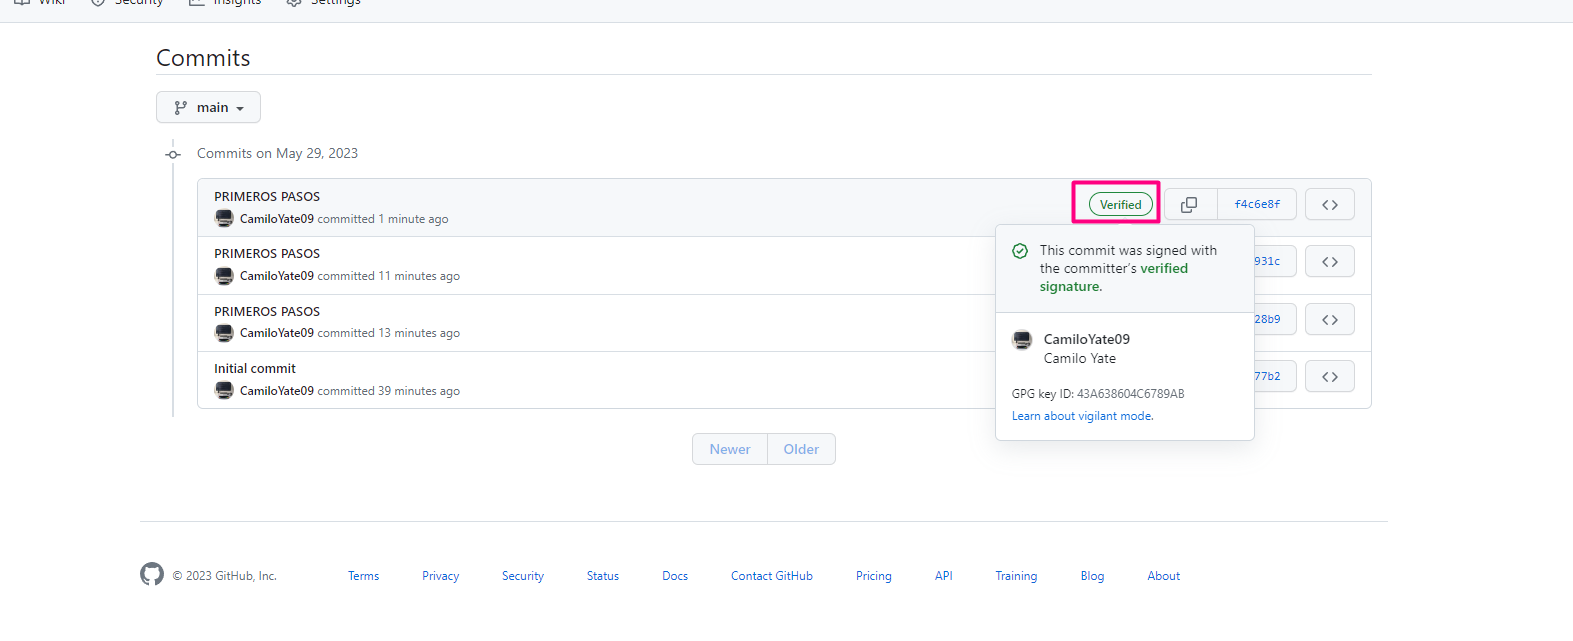 Wiki Security Insights Settings
Commits
main
Commits on May 29, 2023
PRIMEROS PASOS
CamiloYate09 committed 1 minute ago
Verified
f4c6e8f
PRIMEROS PASOS
CamiloYate09 committed 11 minutes ago
931c
PRIMEROS PASOS
CamiloYate09 committed 13 minutes ago
28b9
Initial commit
CamiloYate09 committed 39 minutes ago
77b2
This commit was signed with
the committer's verified
signature.
CamiloYate09
Camilo Yate
GPG key ID: 43A638604C6789AB
Learn about vigilant mode.
Newer Older
© 2023 GitHub, Inc. Terms Privacy Security Status Docs Contact GitHub Pricing API Training Blog About